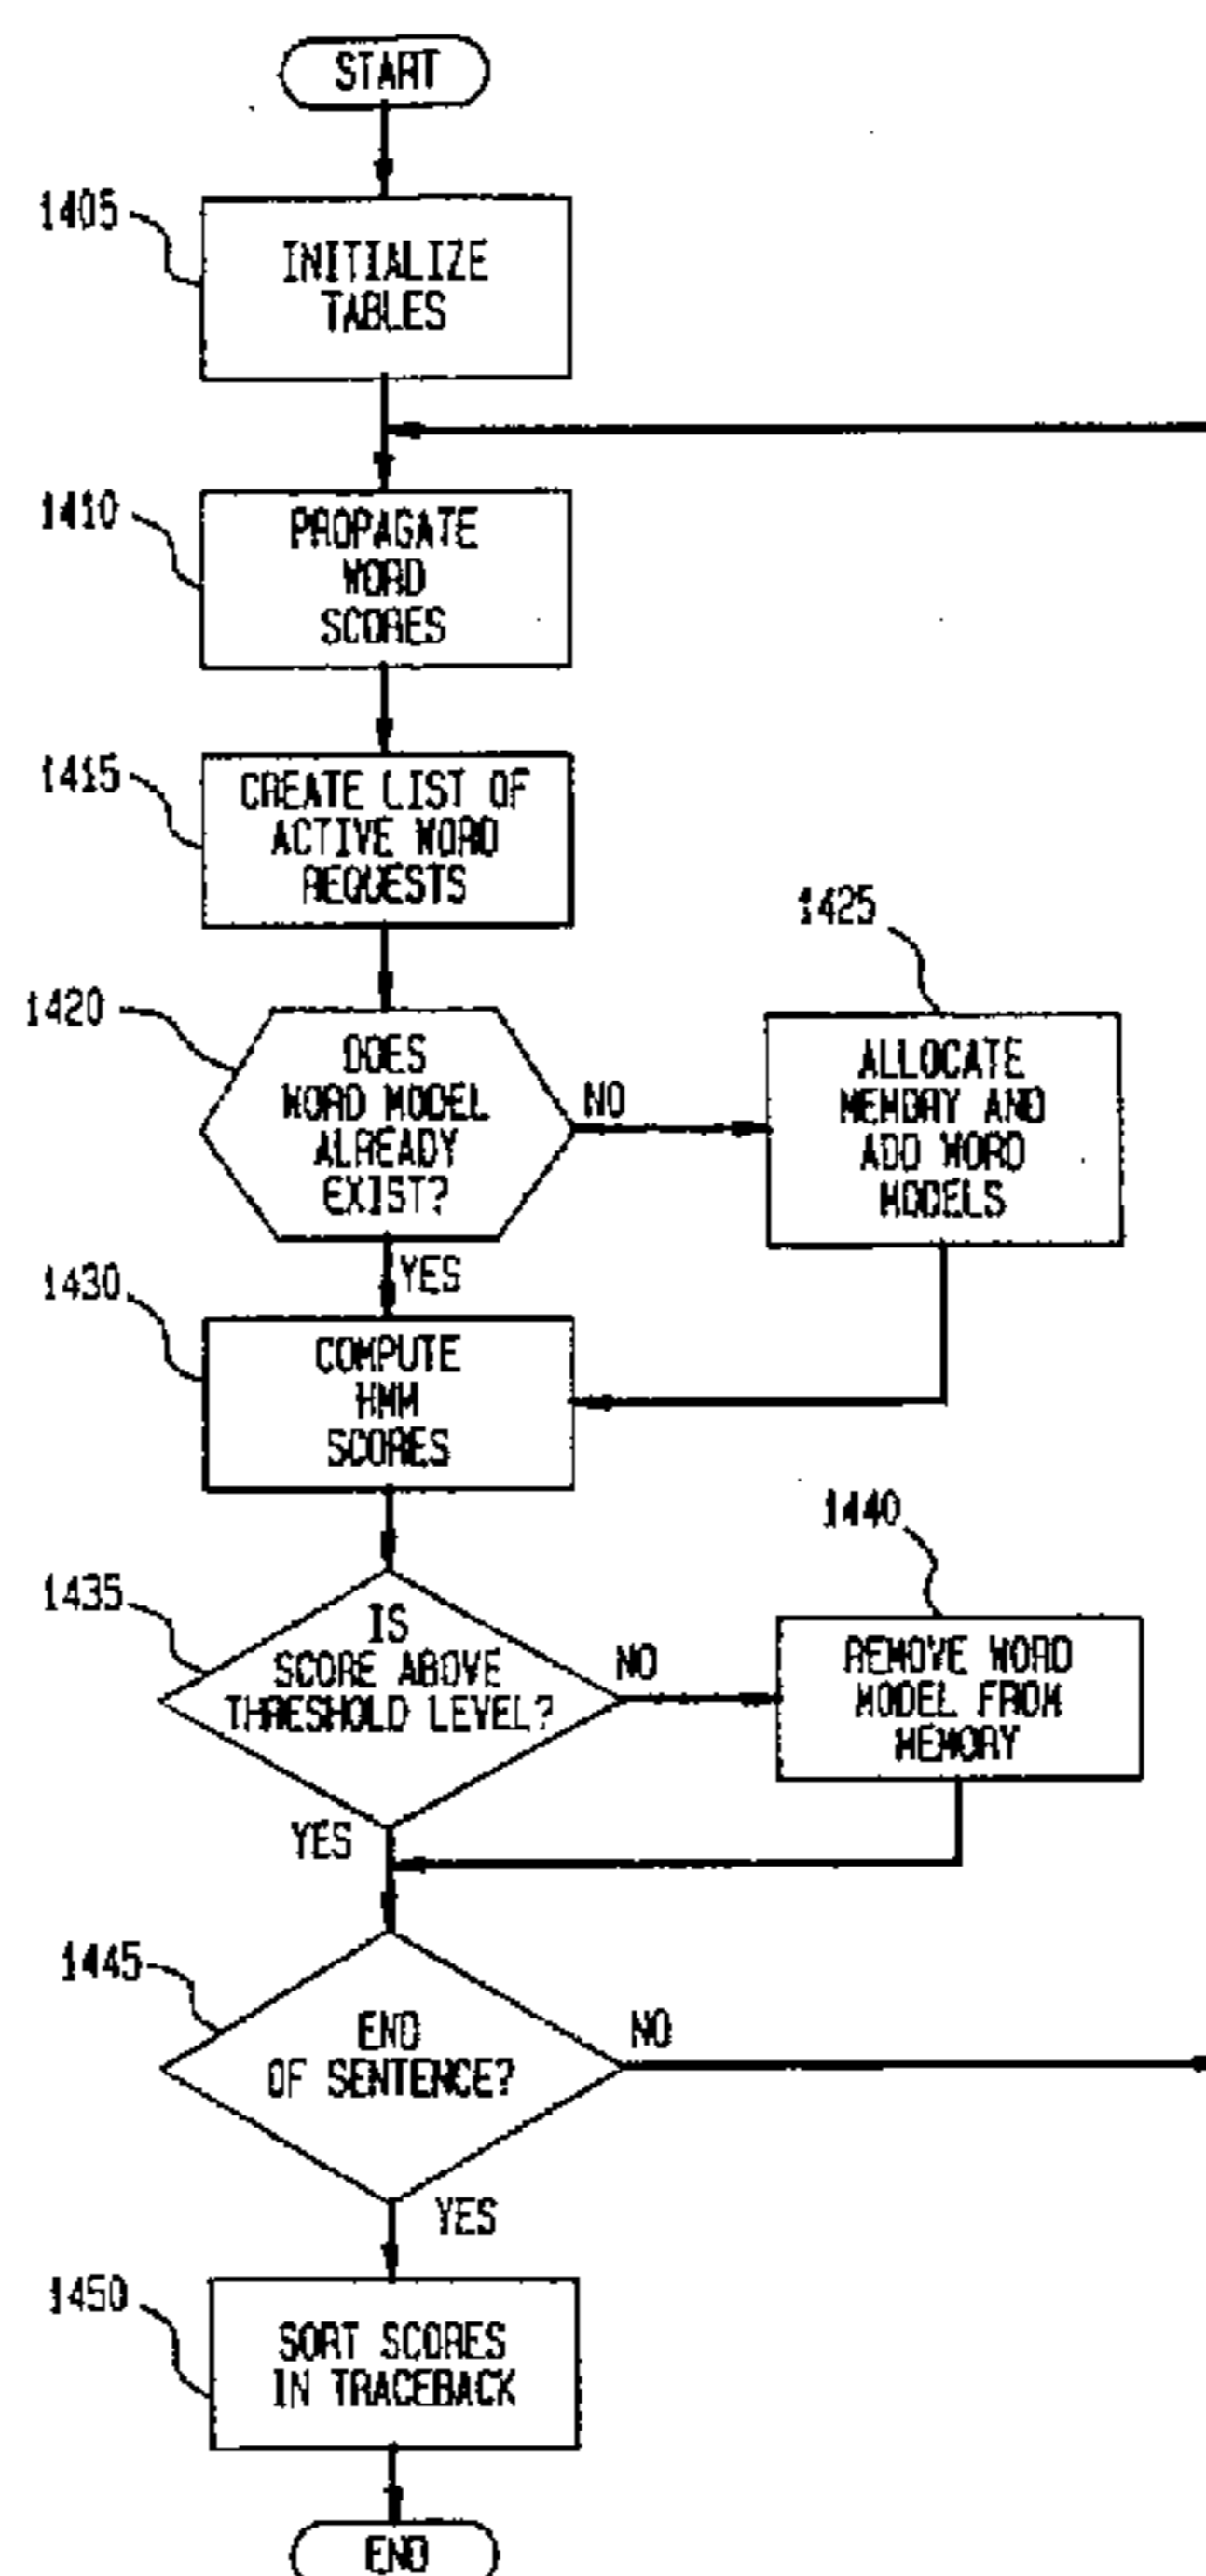 START
1405
INITIALIZE
TABLES
1410
PROPAGATE
WORD
SCORES
1415
CREATE LIST OF
ACTIVE WORD
REQUESTS
1420
DOES
WORD MODEL
ALREADY
EXIST?
NO
1425
ALLOCATE
MEMORY AND
ADD WORD
MODELS
YES
1430
COMPUTE
HMM
SCORES
1435
IS
SCORE ABOVE
THRESHOLD LEVEL?
NO
1440
REMOVE WORD
MODEL FROM
MEMORY
YES
1445
END
OF SENTENCE?
NO
YES
1450
SORT SCORES
IN TRACEBACK
END